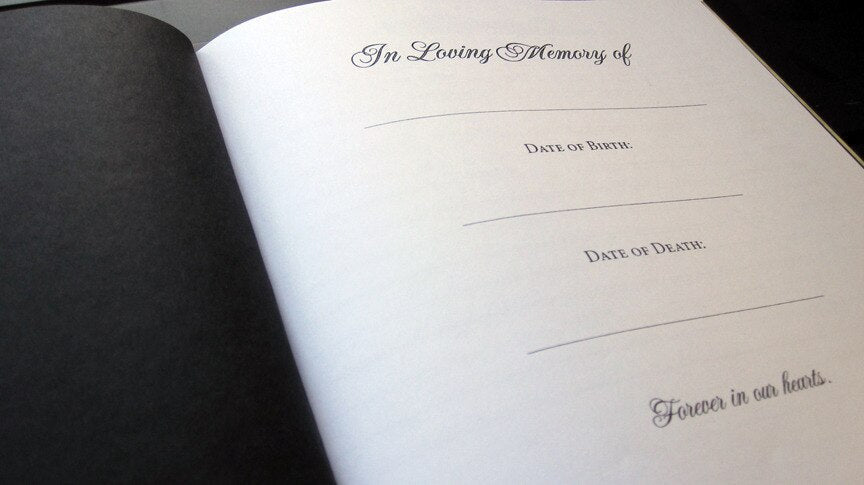 In Loving Memory of
Date of Birth:
Date of Death:
Forever in our hearts.